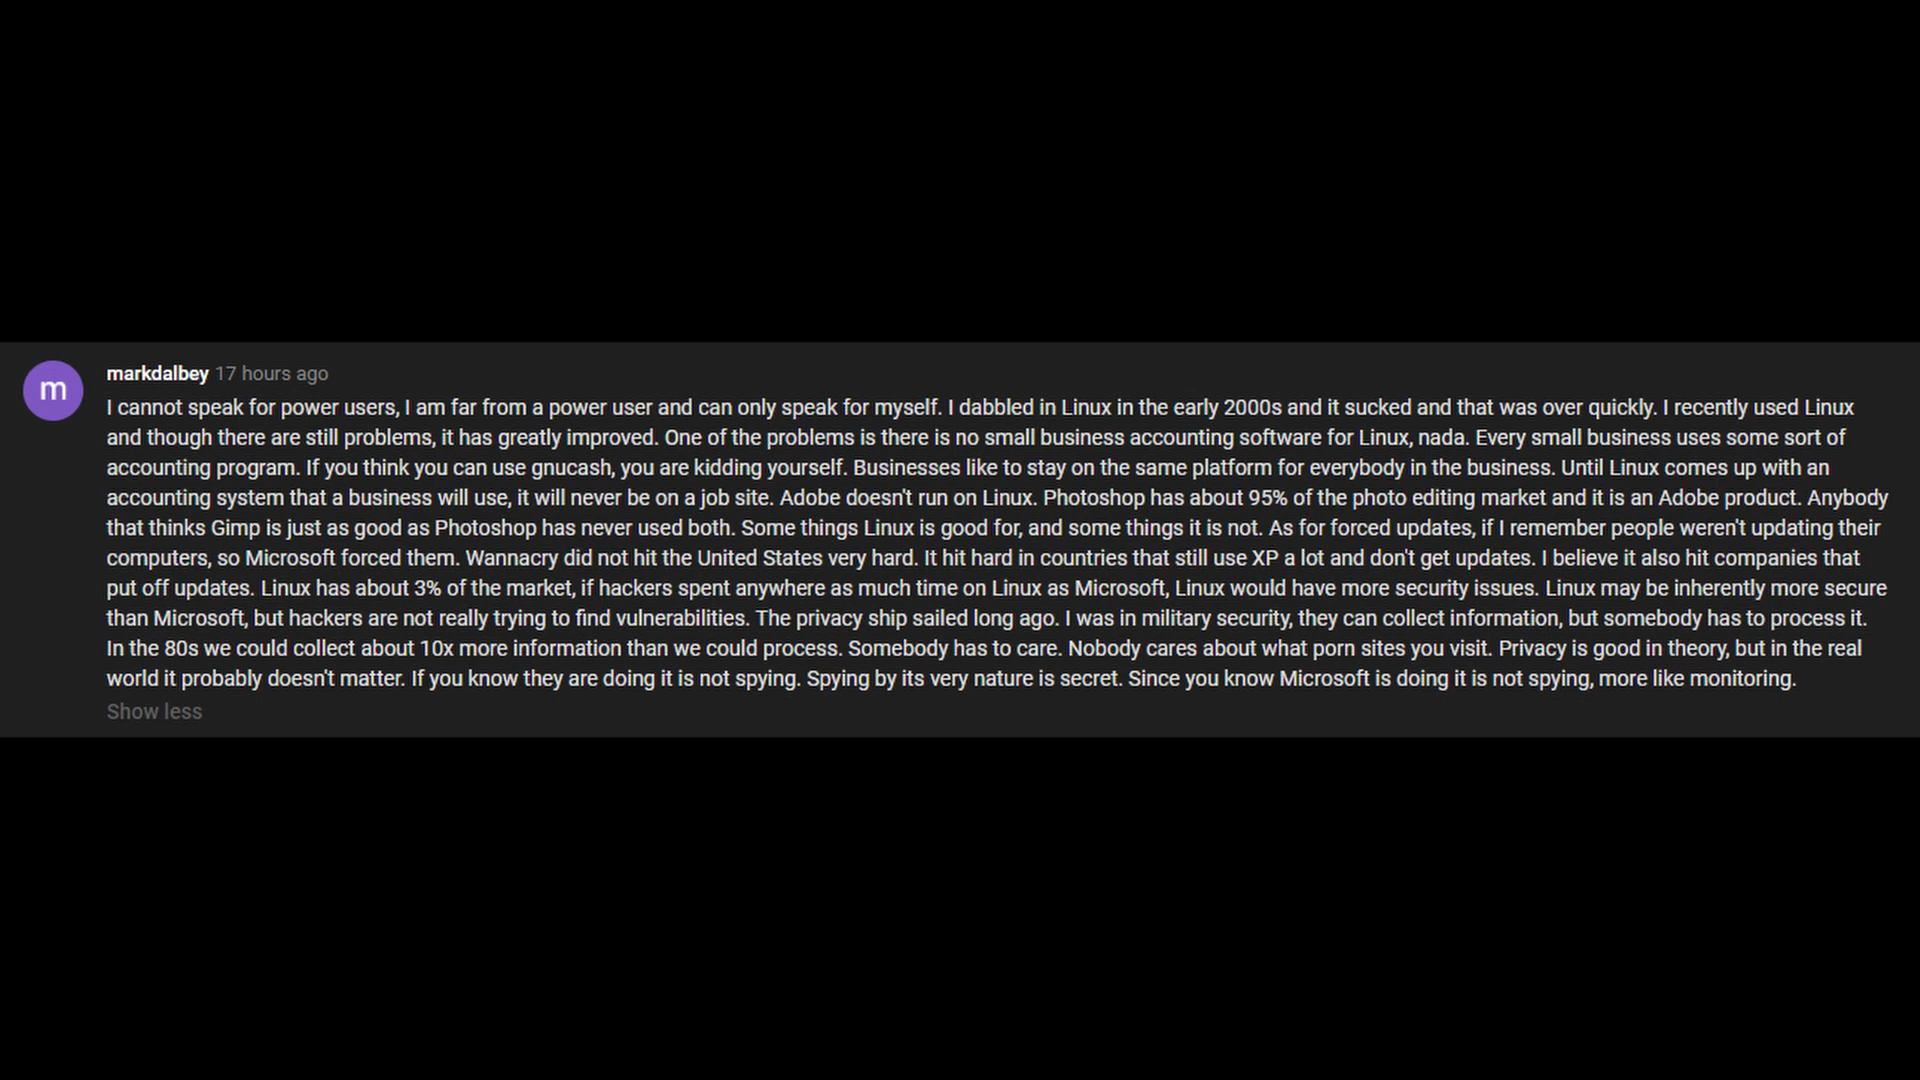 m
markdalbey 17 hours ago
I cannot speak for power users, I am far from a power user and can only speak for myself. I dabbled in Linux in the early 2000s and it sucked and that was over quickly. I recently used Linux
and though there are still problems, it has greatly improved. One of the problems is there is no small business accounting software for Linux, nada. Every small business uses some sort of
accounting program. If you think you can use gnucash, you are kidding yourself. Businesses like to stay on the same platform for everybody in the business. Until Linux comes up with an
accounting system that a business will use, it will never be on a job site. Adobe doesn't run on Linux. Photoshop has about 95% of the photo editing market and it is an Adobe product. Anybody
that thinks Gimp is just as good as Photoshop has never used both. Some things Linux is good for, and some things it is not. As for forced updates, if I remember people weren't updating their
computers, so Microsoft forced them. Wannacry did not hit the United States very hard. It hit hard in countries that still use XP a lot and don't get updates. I believe it also hit companies that
put off updates. Linux has about 3% of the market, if hackers spent anywhere as much time on Linux as Microsoft, Linux would have more security issues. Linux may be inherently more secure
than Microsoft, but hackers are not really trying to find vulnerabilities. The privacy ship sailed long ago. I was in military security, they can collect information, but somebody has to process it.
In the 80s we could collect about 10x more information than we could process. Somebody has to care. Nobody cares about what porn sites you visit. Privacy is good in theory, but in the real
world it probably doesn't matter. If you know they are doing it is not spying. Spying by its very nature is secret. Since you know Microsoft is doing it is not spying, more like monitoring.
Show less